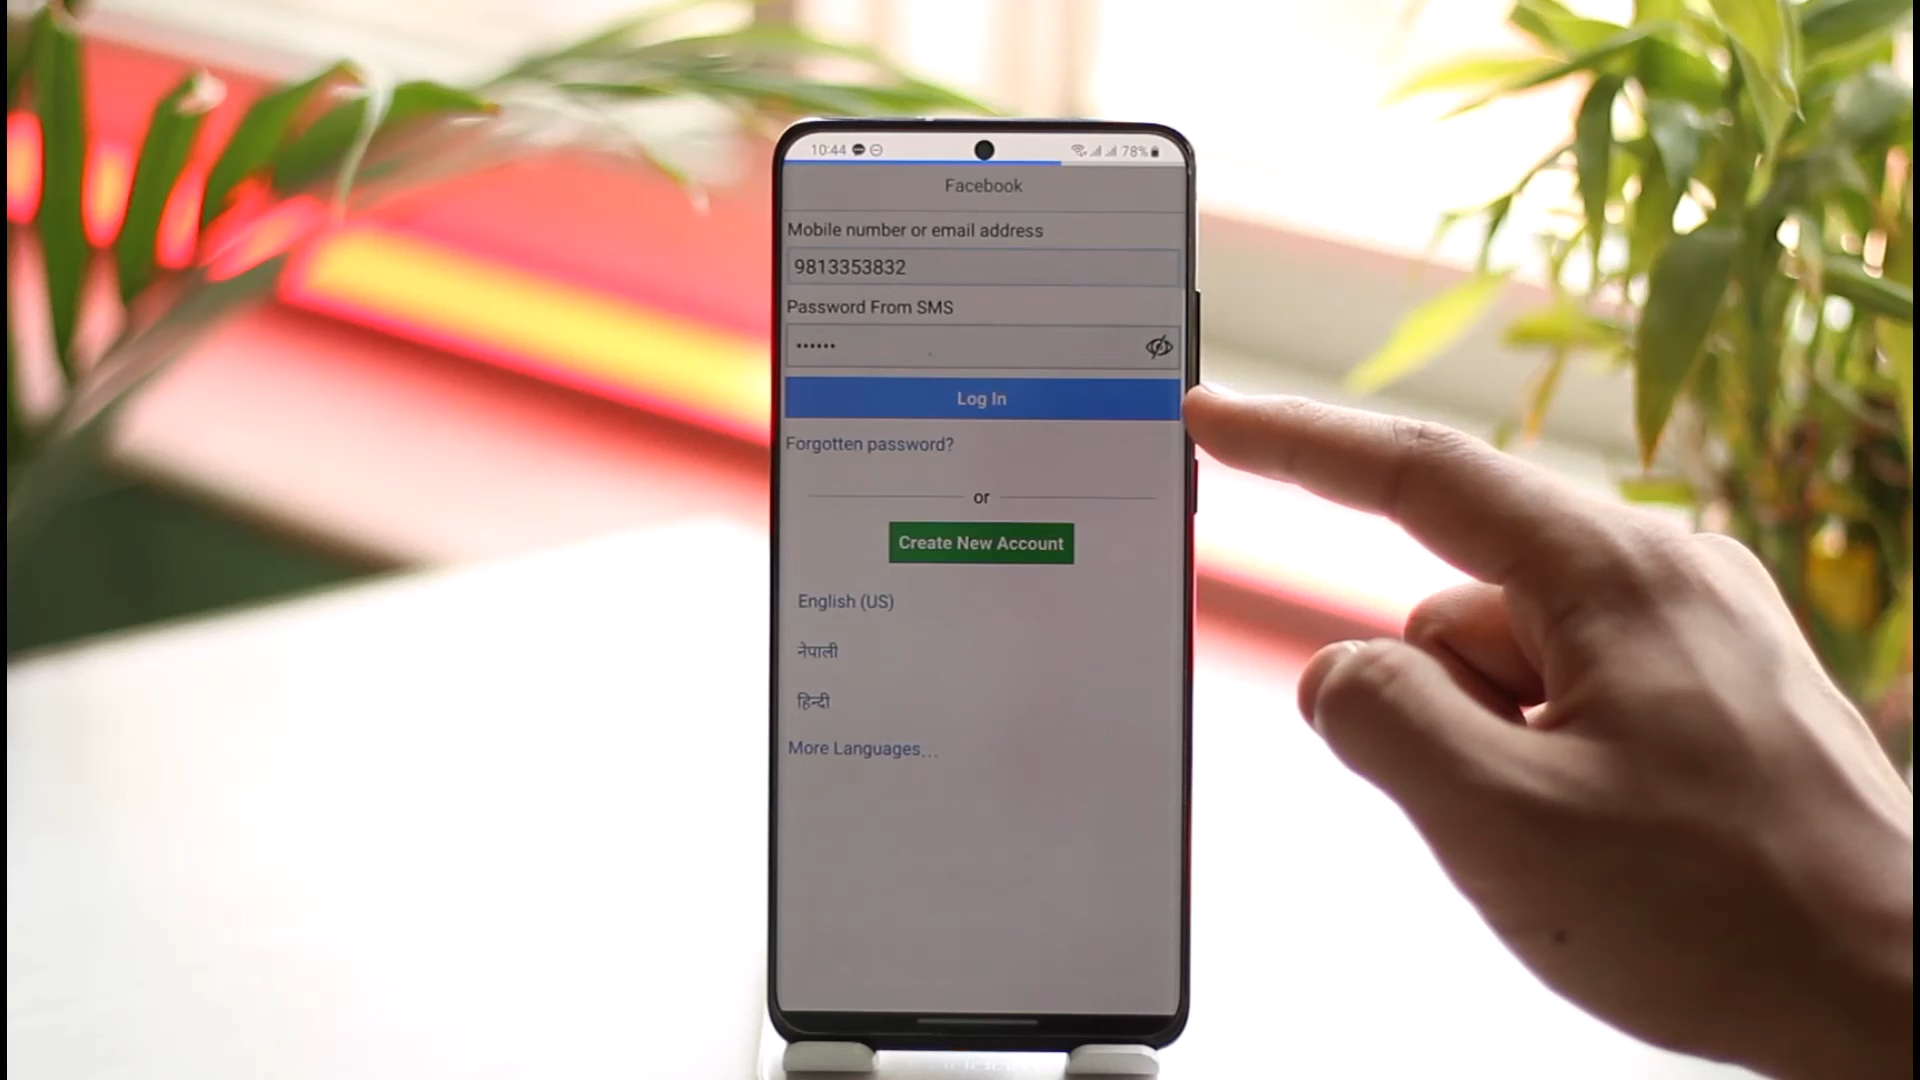 10:44 78%
Facebook
Mobile number or email address
9813353832
Password From SMS
••••••
Log In
Forgotten password?
or
Create New Account
English (US)
नेपाली
हिन्दी
More Languages...